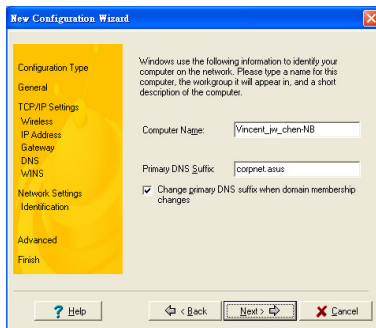 New Configuration Wizard
Configuration Type
General
TCP/IP Settings
Wireless
IP Address
Gateway
DNS
WINS
Network Settings
Identification
Advanced
Finish
Windows use the following information to identify your
computer on the network. Please type a name for this
computer, the workgroup it will appear in, and a short
description of the computer.
Computer Name: Vincent_jw_chen-NB
Primary DNS Suffix: corpnet.asus
Change primary DNS suffix when domain membership
changes
? Help
< Back
Next >
Cancel